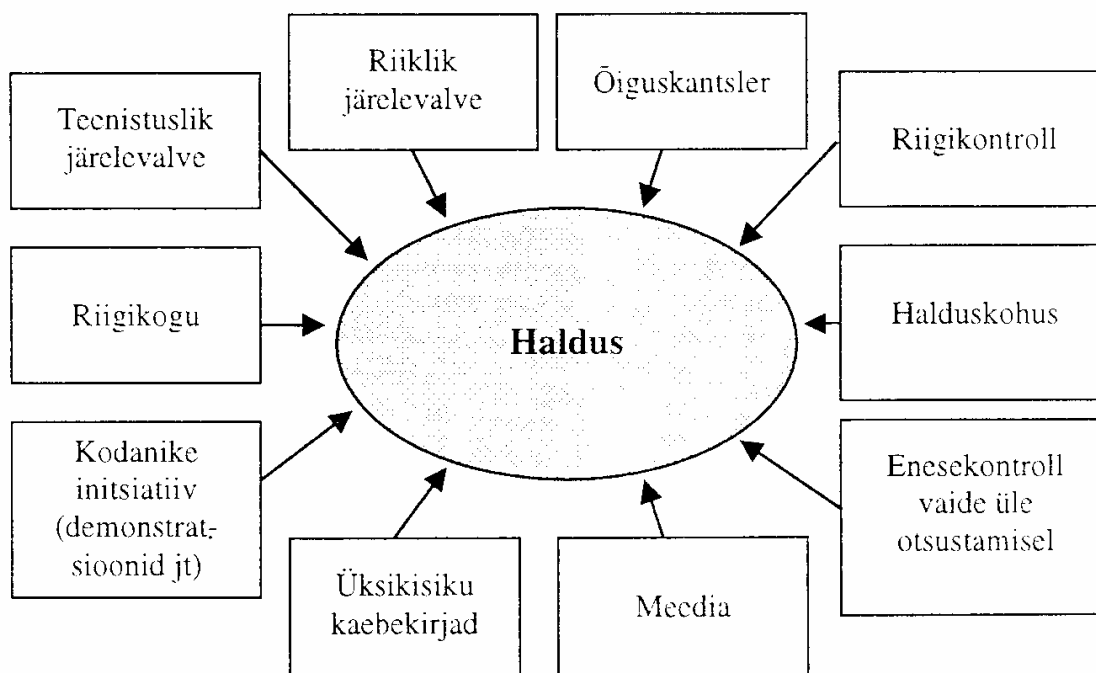 Riiklik
järelevalve
Õiguskantsler
Teenistuslik
järelevalve
Riigikontroll
Riigikogu
Haldus
Halduskohus
Kodanike
initsiatiiv
(demonstrat-
sioonid jt)
Enesekontroll
vaide üle
otsustamisel
Üksikisiku
kaebekirjad
Meedia